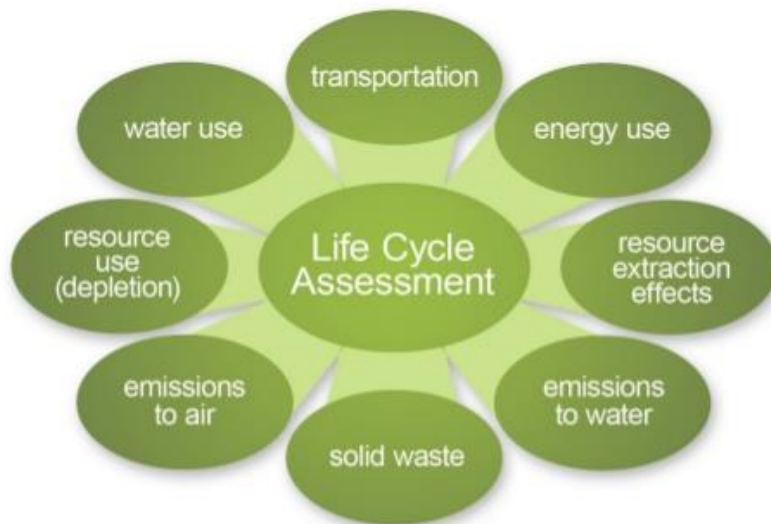 transportation
water use
energy use
resource
use
(depletion)
Life Cycle
Assessment
resource
extraction
effects
emissions
to air
emissions
to water
solid waste